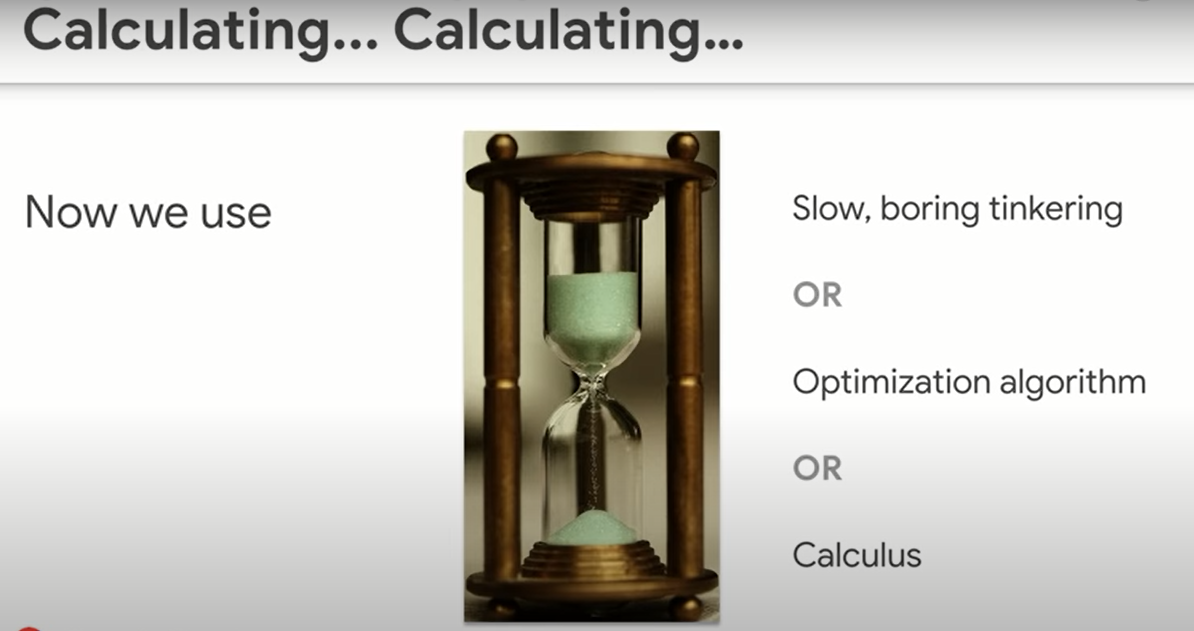 Calculating... Calculating...
Now we use
Slow, boring tinkering
OR
Optimization algorithm
OR
Calculus